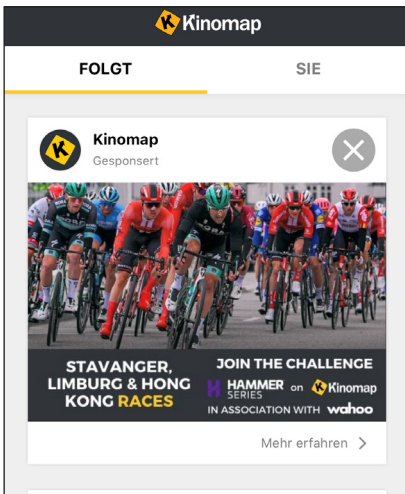 Kinomap
FOLGT
SIE
Kinomap
Gesponsert
BORA
STAVANGER,
LIMBURG & HONG
KONG RACES
JOIN THE CHALLENGE
HAMMER SERIES on Kinomap
IN ASSOCIATION WITH wahoo
Mehr erfahren